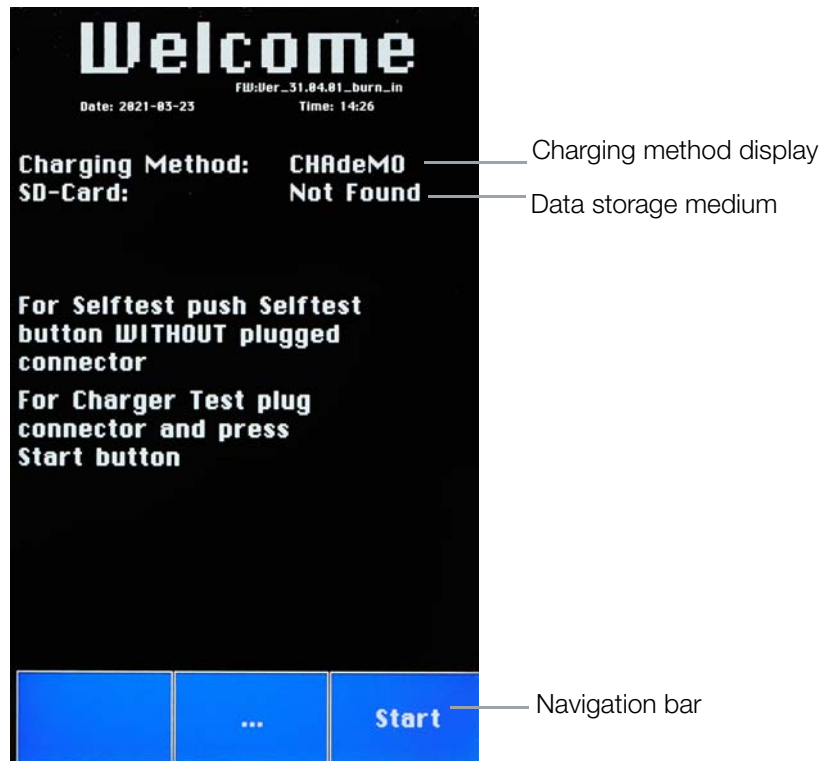 Welcome
FW:Ver_31.04.01_burn_in
Date: 2021-03-23 Time: 14:26
Charging Method: CHAdeMO
Charging method display
SD-Card: Not Found
Data storage medium
For Selftest push Selftest
button WITHOUT plugged
connector
For Charger Test plug
connector and press
Start button
... Start
Navigation bar